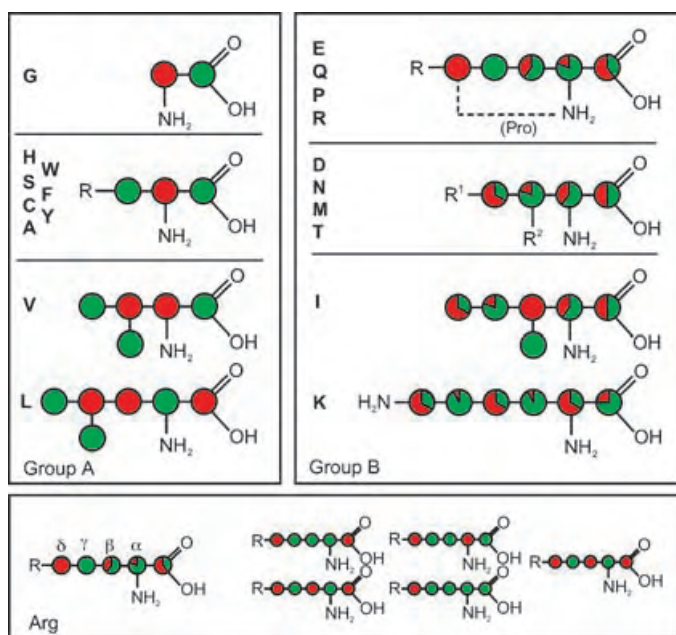 G
O
NH₂
OH
H
S
C
A
W
F
Y
R
O
NH₂
OH
V
O
NH₂
OH
L
O
NH₂
OH
Group A
E
Q
P
R
R
O
(Pro)
NH₂
OH
D
N
M
T
R¹
R²
O
NH₂
OH
I
O
NH₂
OH
K
H₂N
O
NH₂
OH
Group B
δ γ β α
R
O
NH₂
OH
Arg
R
O
OH
NH₂
R
O
OH
NH₂
R
O
OH
NH₂
R
O
OH
NH₂
R
O
OH
NH₂